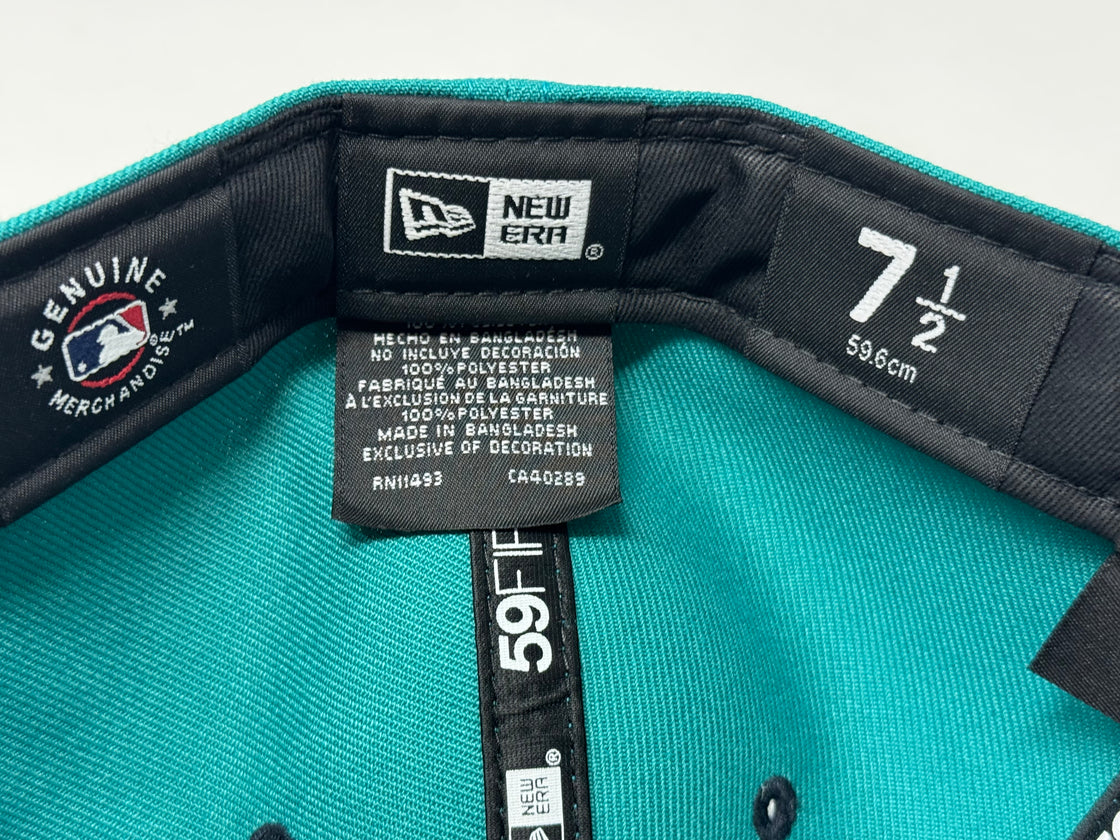 GENUINE
MERCHANDISE™
®
NEW
ERA
®
7 1/2
59.6cm
HECHO EN BANGLADESH
NO INCLUYE DECORACIÓN
100% POLYESTER
FABRIQUÉ AU BANGLADESH
À L'EXCLUSION DE LA GARNITURE
100% POLYESTER
MADE IN BANGLADESH
EXCLUSIVE OF DECORATION
RN11493 CA40289
59FIF
NEW
ERA
®